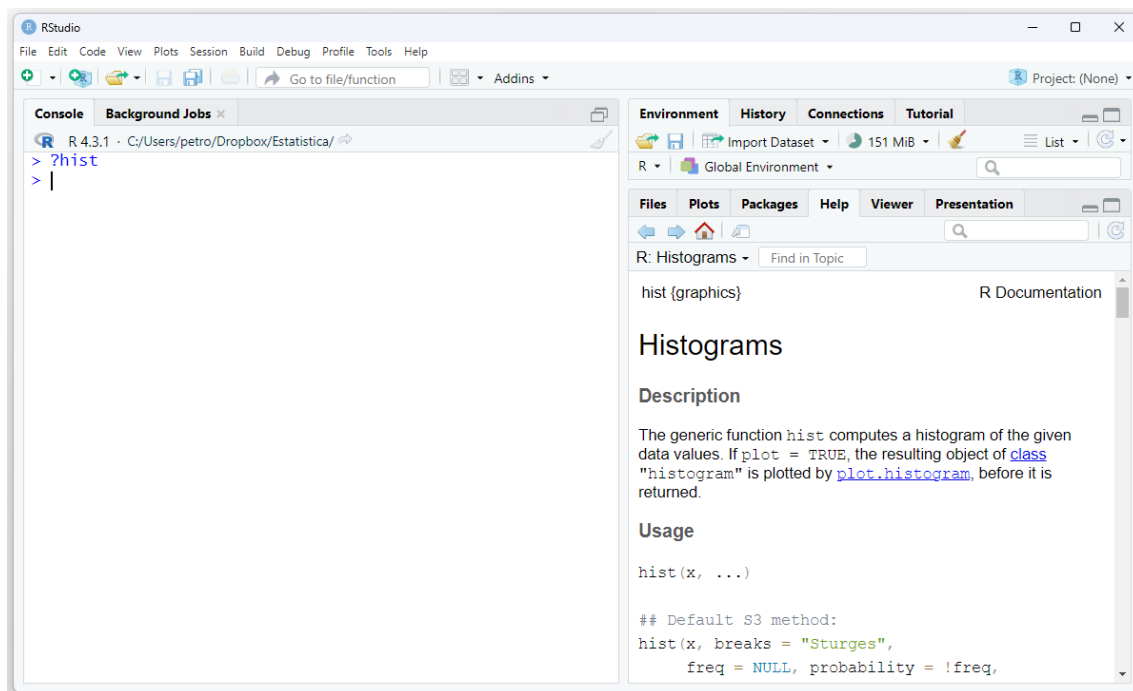 RStudio
File Edit Code View Plots Session Build Debug Profile Tools Help
Go to file/function Addins Project: (None)
Console Background Jobs
R 4.3.1 · C:/Users/petro/Dropbox/Estatistica/
> ?hist
>
Environment History Connections Tutorial
Import Dataset 151 MiB List
R Global Environment
Files Plots Packages Help Viewer Presentation
R: Histograms Find in Topic
hist {graphics} R Documentation
Histograms
Description
The generic function hist computes a histogram of the given
data values. If plot = TRUE, the resulting object of class
"histogram" is plotted by plot.histogram, before it is
returned.
Usage
hist(x, ...)
## Default S3 method:
hist(x, breaks = "Sturges",
freq = NULL, probability = !freq,